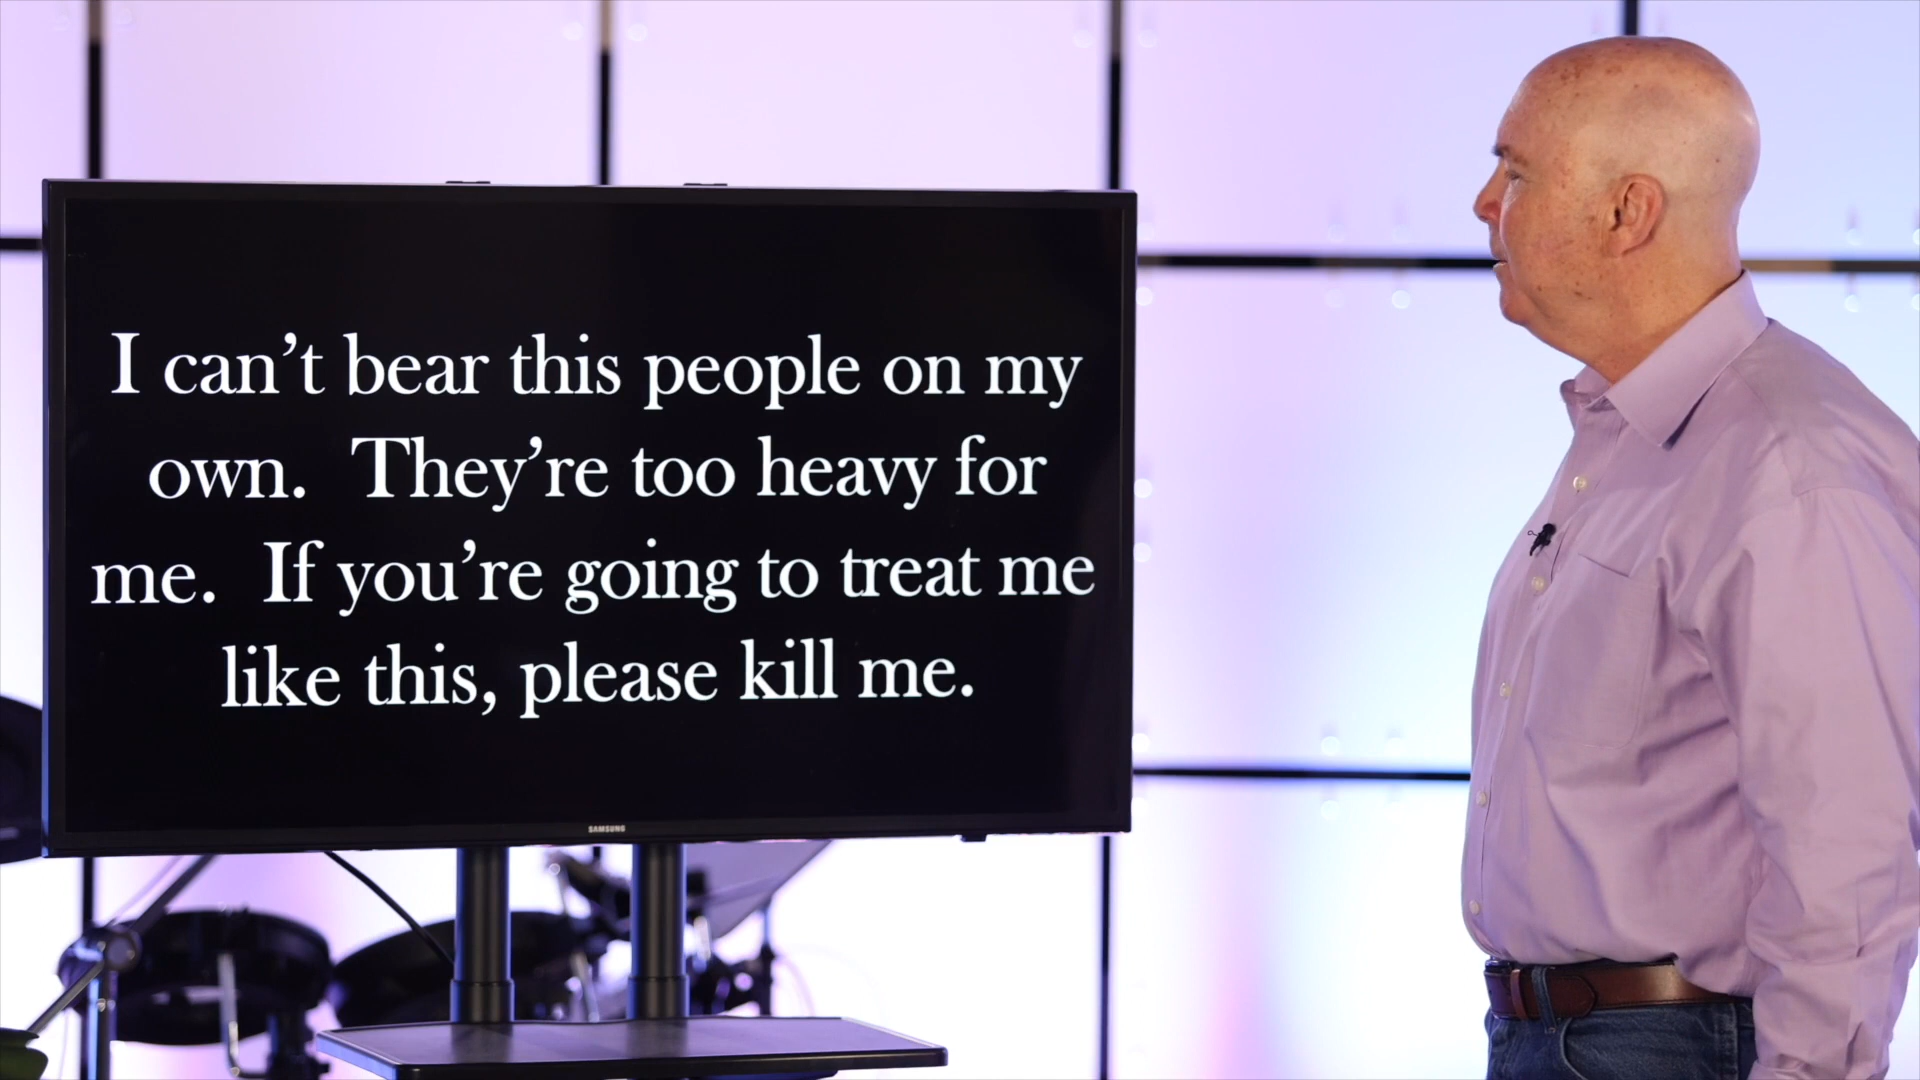 I can’t bear this people on my
own.  They’re too heavy for
me.  If you’re going to treat me
like this, please kill me.
SAMSUNG